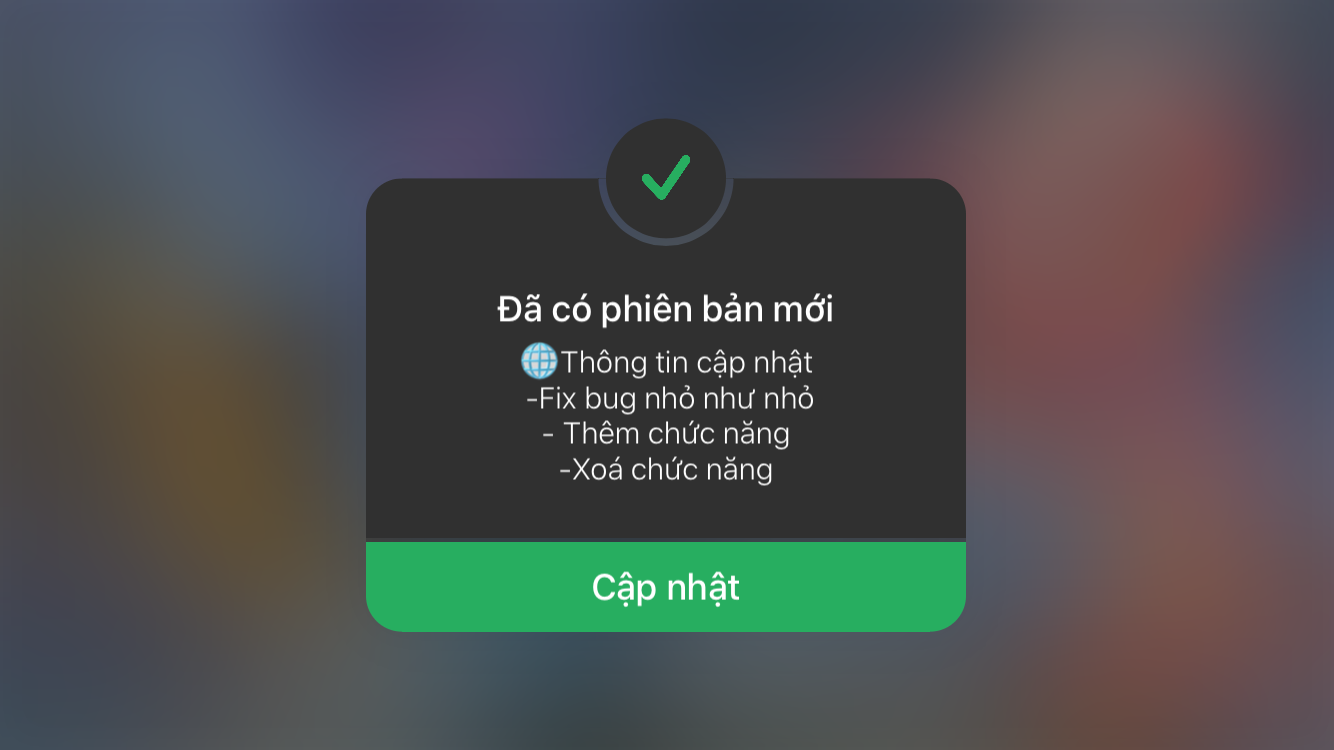 Đã có phiên bản mới
🌐Thông tin cập nhật
-Fix bug nhỏ như nhỏ
- Thêm chức năng
-Xoá chức năng
Cập nhật